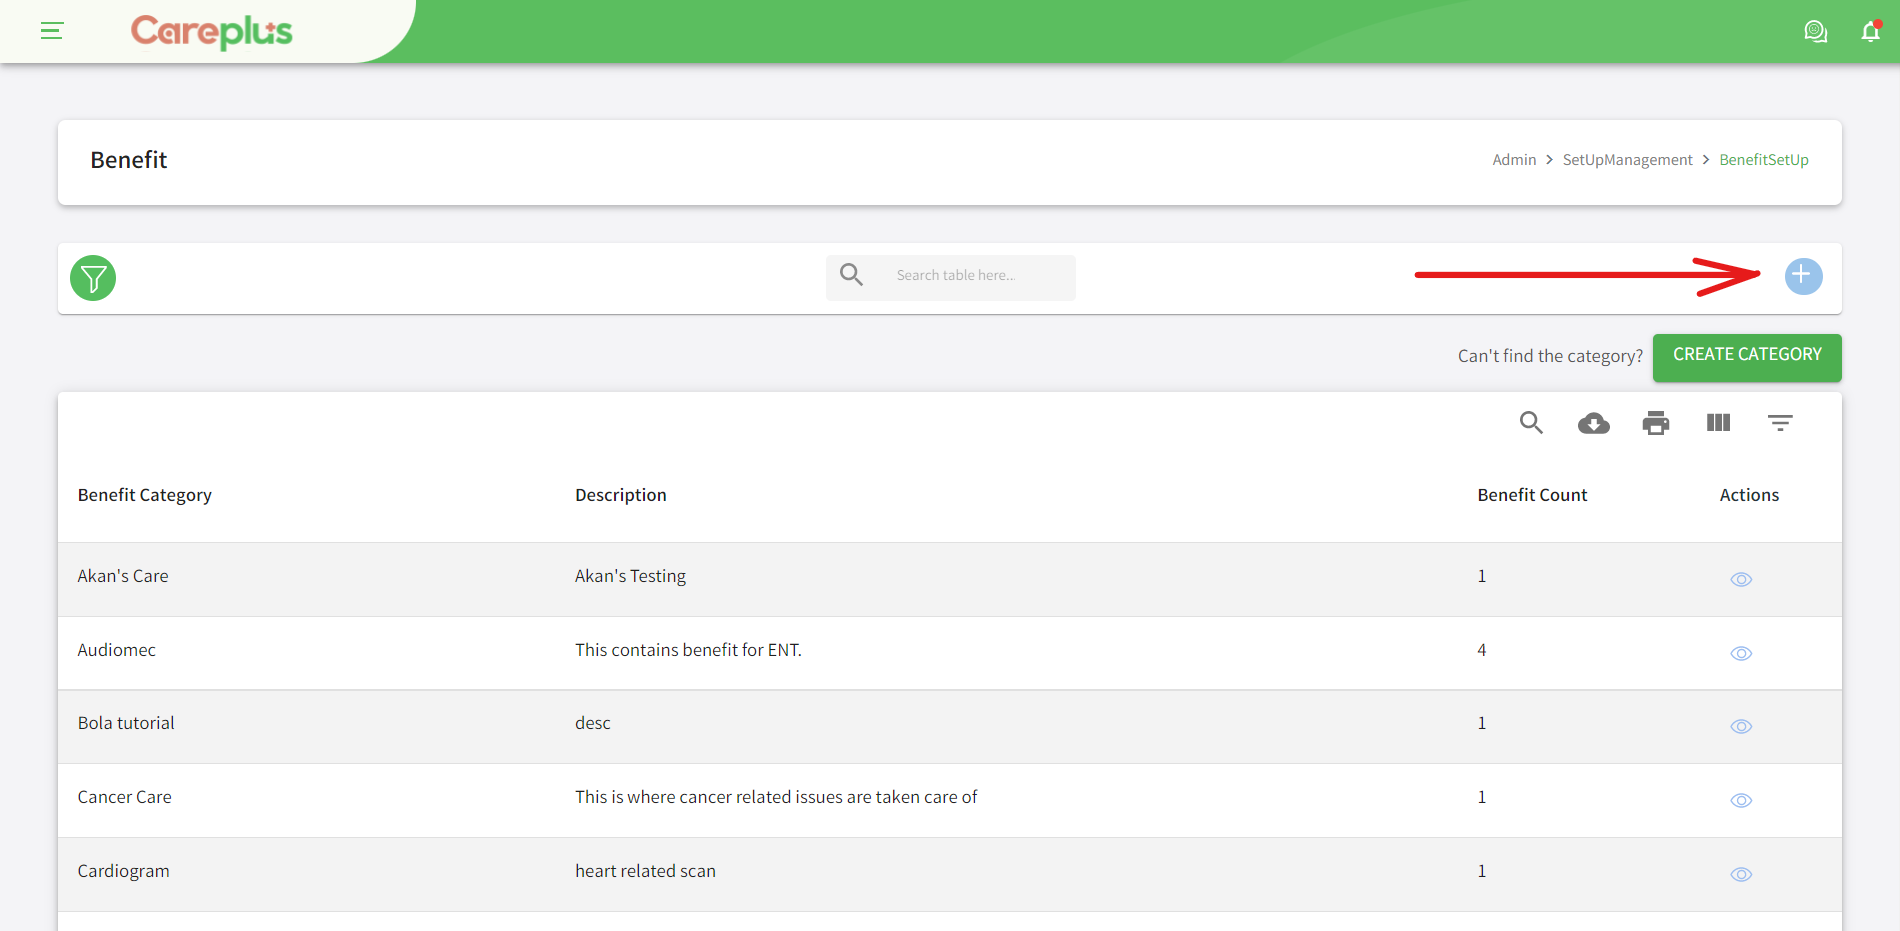 Careplus
Benefit
Admin > SetUpManagement > BenefitSetUp
Search table here...
Can't find the category? CREATE CATEGORY
Benefit Category Description Benefit Count Actions
Akan's Care Akan's Testing 1
Audiomec This contains benefit for ENT. 4
Bola tutorial desc 1
Cancer Care This is where cancer related issues are taken care of 1
Cardiogram heart related scan 1